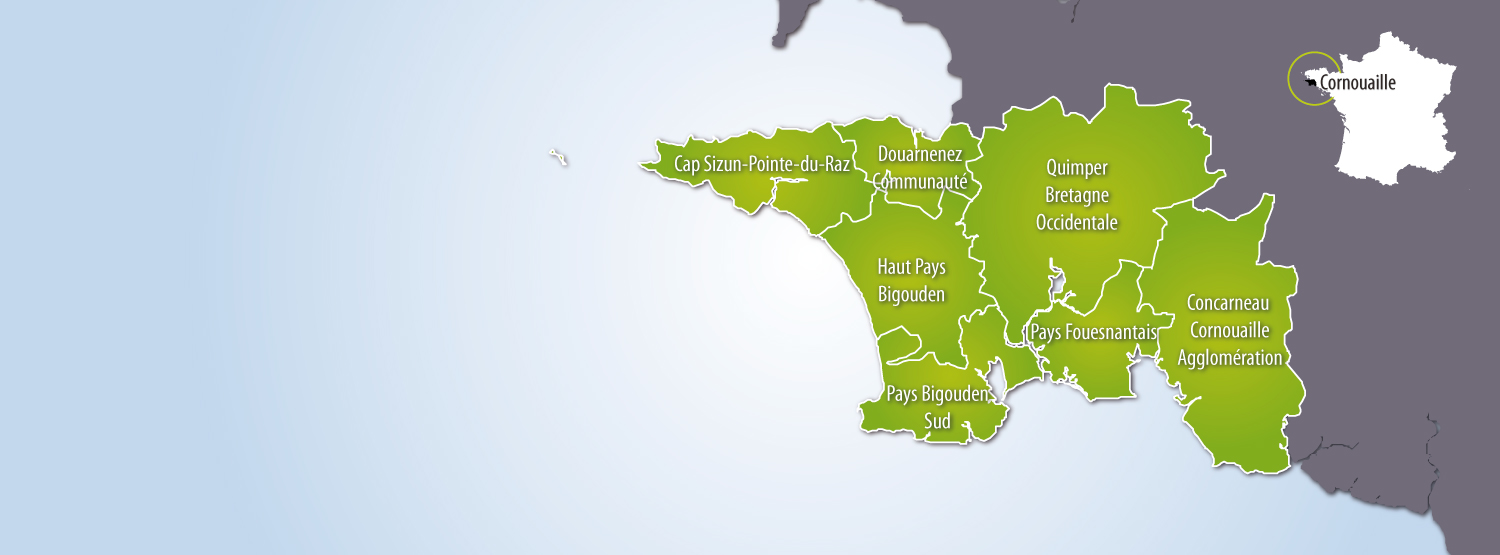 Cornouaille
Cap Sizun-Pointe-du-Raz
Douarnenez
Communauté
Quimper
Bretagne
Occidentale
Haut Pays
Bigouden
Concarneau
Cornouaille
Agglomération
Pays Fouesnantais
Pays Bigouden
Sud